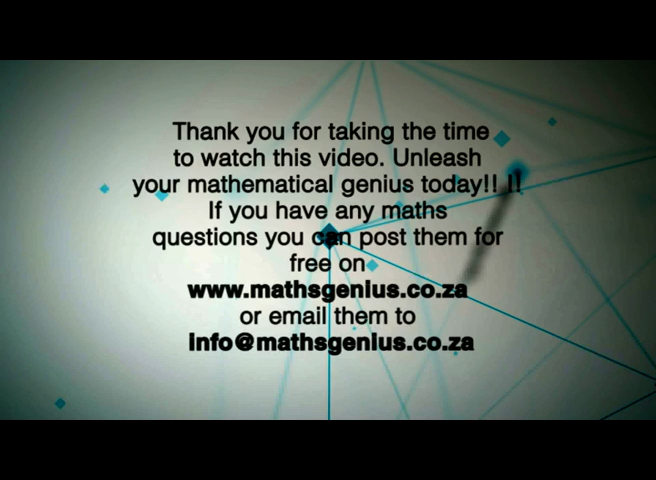 Thank you for taking the time
to watch this video. Unleash
your mathematical genius today!! !!
If you have any maths
questions you can post them for
free on
www.mathsgenius.co.za
or email them to
info@mathsgenius.co.za